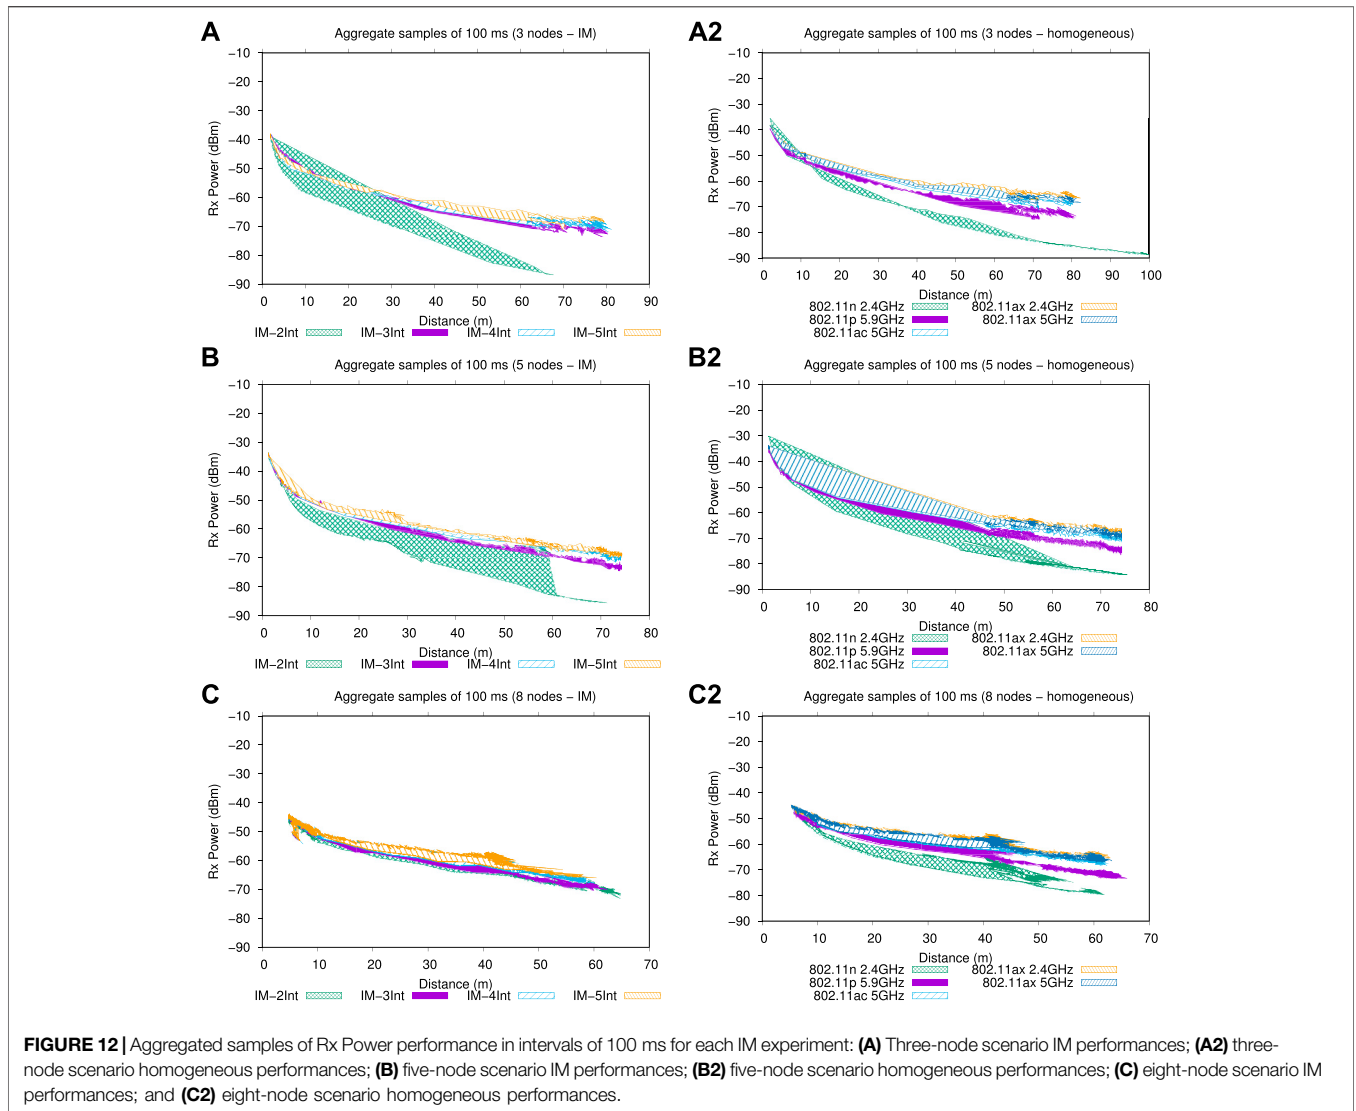 A
Aggregate samples of 100 ms (3 nodes − IM)
Rx Power (dBm)
−10
−20
−30
−40
−50
−60
−70
−80
−90
0 10 20 30 40 50 60 70 80 90
Distance (m)
IM−2Int IM−3Int IM−4Int IM−5Int
A2
Aggregate samples of 100 ms (3 nodes − homogeneous)
Rx Power (dBm)
−10
−20
−30
−40
−50
−60
−70
−80
−90
0 10 20 30 40 50 60 70 80 90 100
Distance (m)
802.11n 2.4GHz 802.11ax 2.4GHz
802.11p 5.9GHz 802.11ax 5GHz
802.11ac 5GHz
B
Aggregate samples of 100 ms (5 nodes − IM)
Rx Power (dBm)
−10
−20
−30
−40
−50
−60
−70
−80
−90
0 10 20 30 40 50 60 70 80
Distance (m)
IM−2Int IM−3Int IM−4Int IM−5Int
B2
Aggregate samples of 100 ms (5 nodes − homogeneous)
Rx Power (dBm)
−10
−20
−30
−40
−50
−60
−70
−80
−90
0 10 20 30 40 50 60 70 80
Distance (m)
802.11n 2.4GHz 802.11ax 2.4GHz
802.11p 5.9GHz 802.11ax 5GHz
802.11ac 5GHz
C
Aggregate samples of 100 ms (8 nodes − IM)
Rx Power (dBm)
−10
−20
−30
−40
−50
−60
−70
−80
−90
0 10 20 30 40 50 60 70
Distance (m)
IM−2Int IM−3Int IM−4Int IM−5Int
C2
Aggregate samples of 100 ms (8 nodes − homogeneous)
Rx Power (dBm)
−10
−20
−30
−40
−50
−60
−70
−80
−90
0 10 20 30 40 50 60 70
Distance (m)
802.11n 2.4GHz 802.11ax 2.4GHz
802.11p 5.9GHz 802.11ax 5GHz
802.11ac 5GHz
FIGURE 12 | Aggregated samples of Rx Power performance in intervals of 100 ms for each IM experiment: (A) Three-node scenario IM performances; (A2) three-
node scenario homogeneous performances; (B) five-node scenario IM performances; (B2) five-node scenario homogeneous performances; (C) eight-node scenario IM
performances; and (C2) eight-node scenario homogeneous performances.